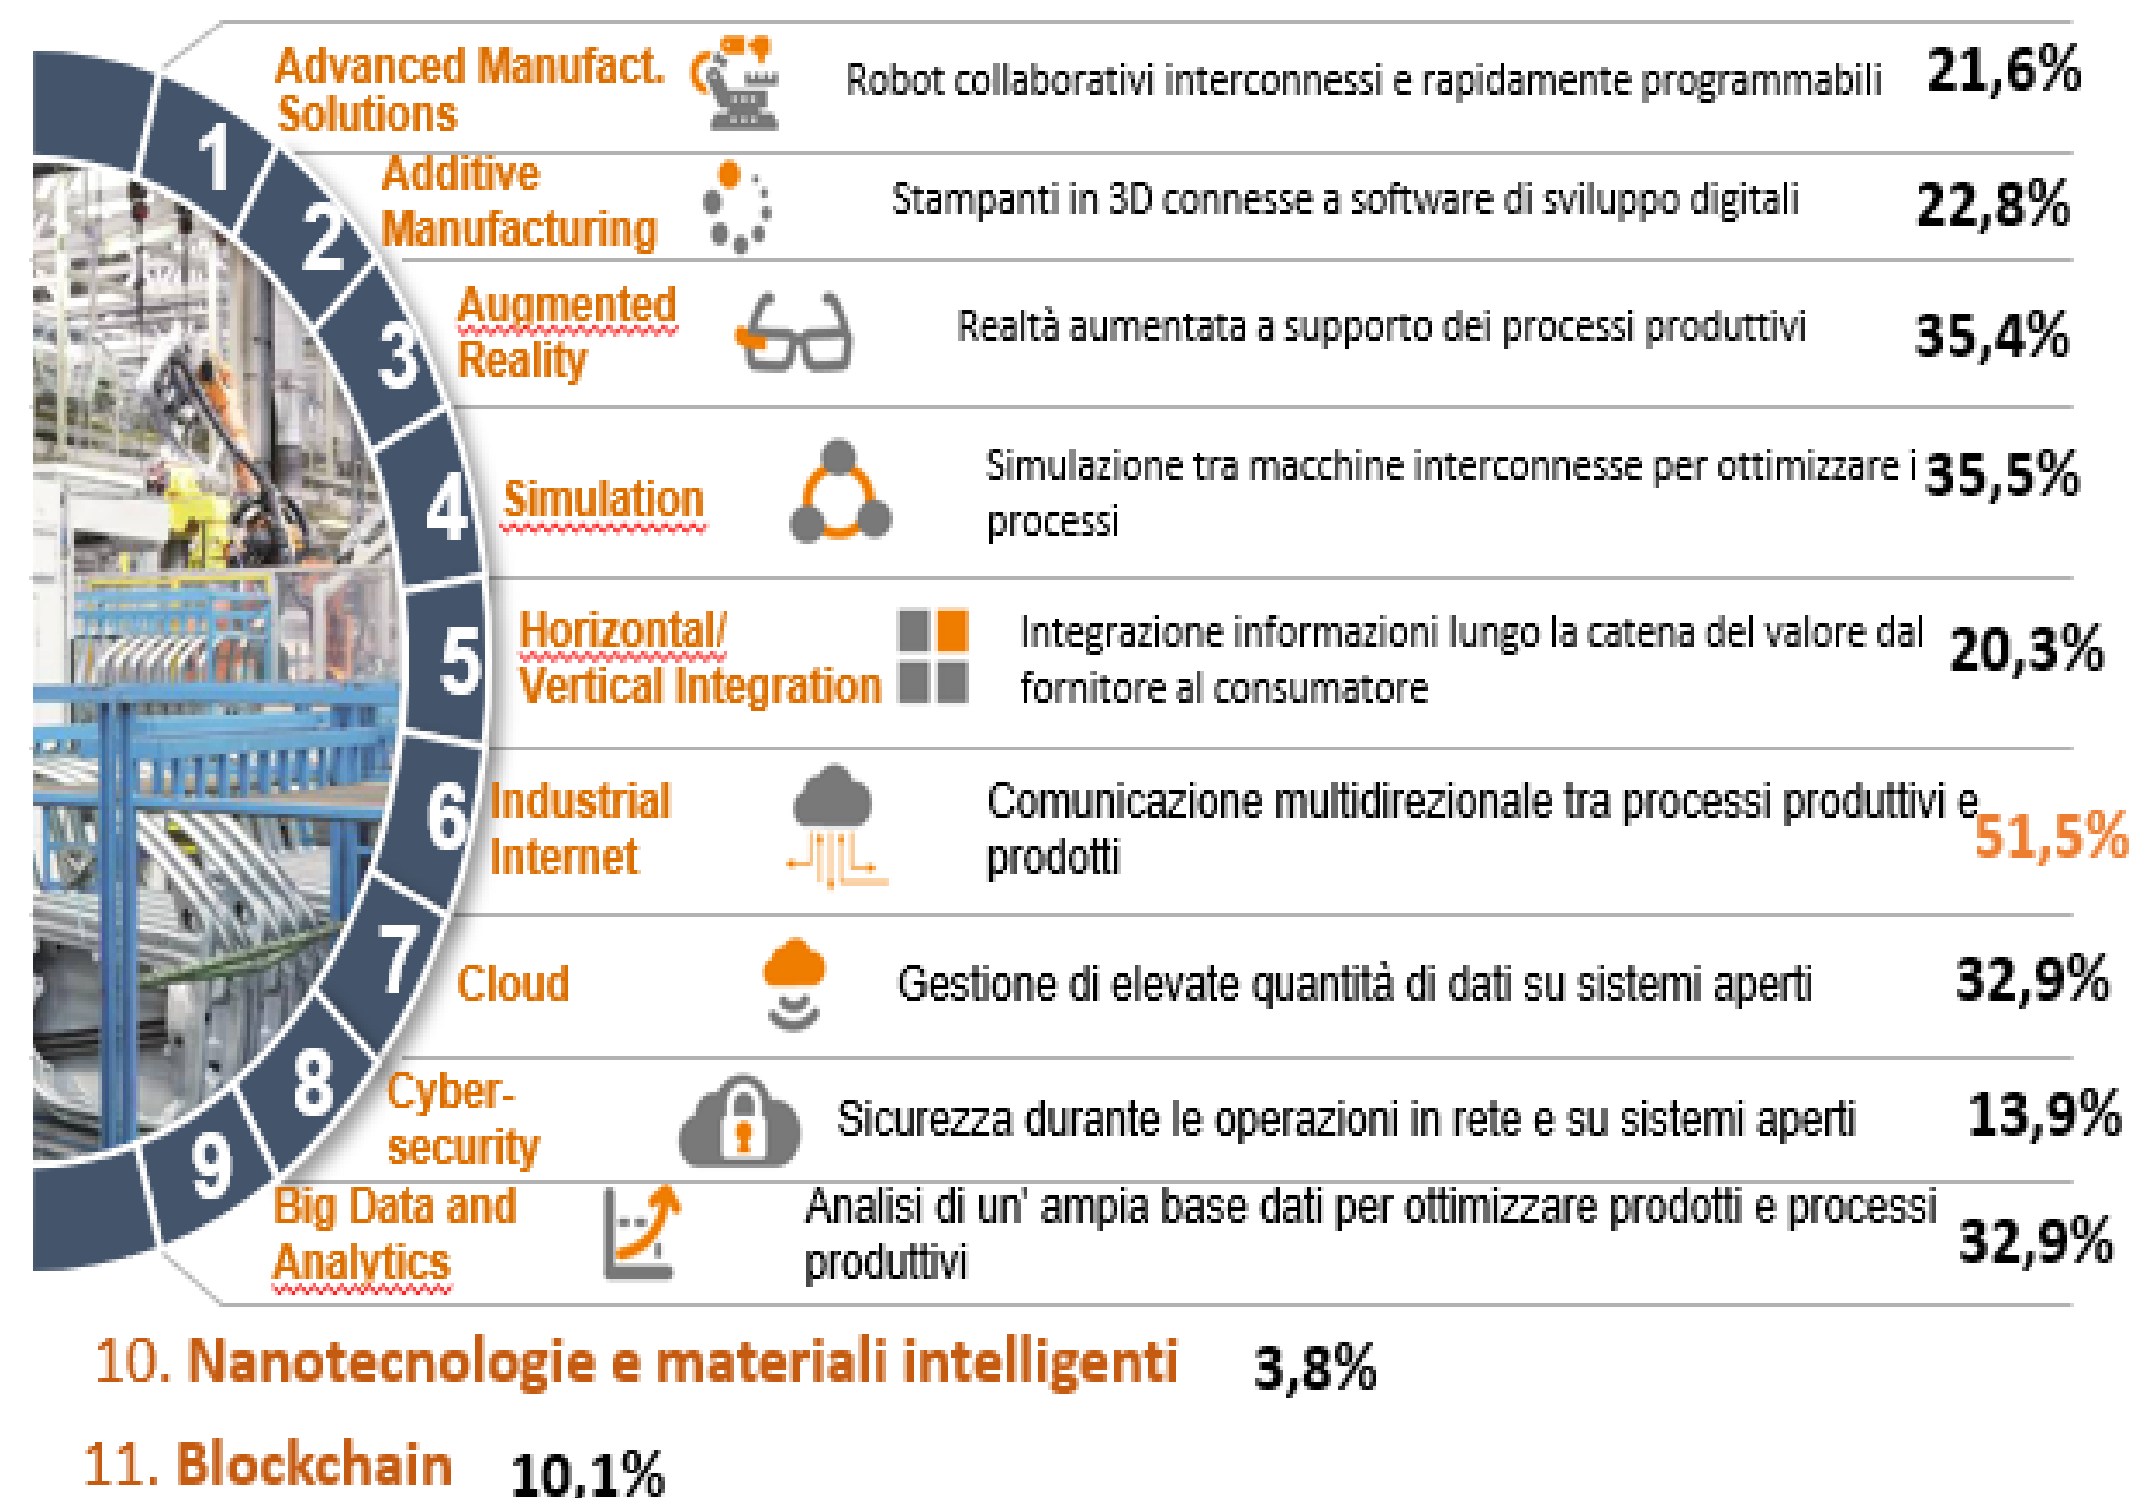 1
Advanced Manufact.
Solutions
Robot collaborativi interconnessi e rapidamente programmabili
21,6%
2
Additive
Manufacturing
Stampanti in 3D connesse a software di sviluppo digitali
22,8%
3
Augmented
Reality
Realtà aumentata a supporto dei processi produttivi
35,4%
4
Simulation
Simulazione tra macchine interconnesse per ottimizzare i
processi
35,5%
5
Horizontal/
Vertical Integration
Integrazione informazioni lungo la catena del valore dal
fornitore al consumatore
20,3%
6
Industrial
Internet
Comunicazione multidirezionale tra processi produttivi e
prodotti
51,5%
7
Cloud
Gestione di elevate quantità di dati su sistemi aperti
32,9%
8
Cyber-
security
Sicurezza durante le operazioni in rete e su sistemi aperti
13,9%
9
Big Data and
Analytics
Analisi di un' ampia base dati per ottimizzare prodotti e processi
produttivi
32,9%
10. Nanotecnologie e materiali intelligenti 3,8%
11. Blockchain 10,1%